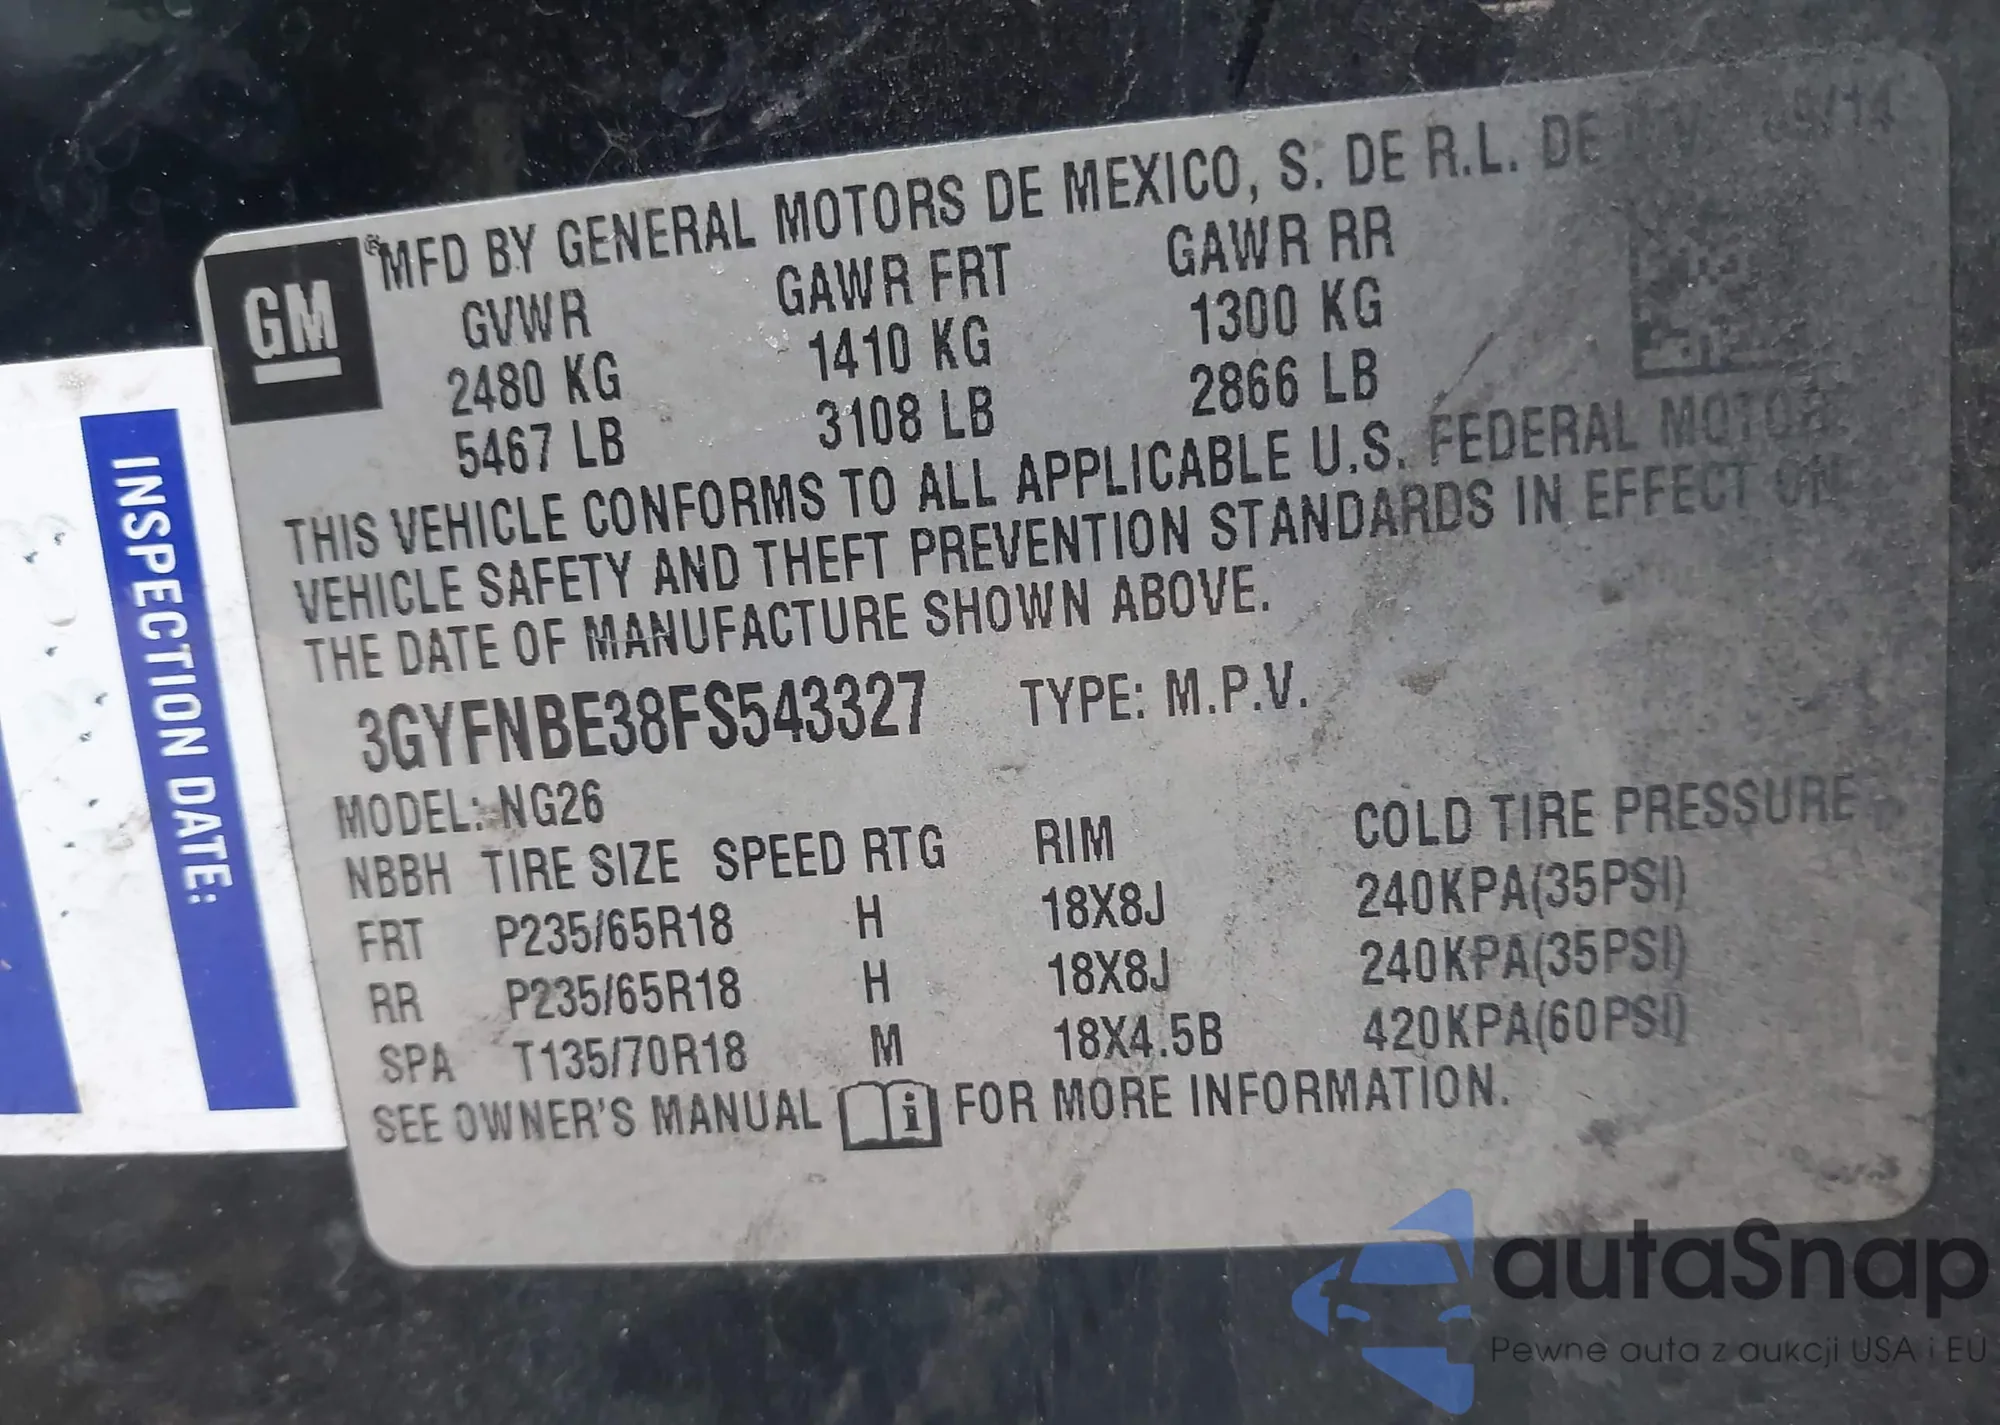 GM
® MFD BY GENERAL MOTORS DE MEXICO, S. DE R.L. DE /14
GVWR GAWR FRT GAWR RR
2480 KG 1410 KG 1300 KG
5467 LB 3108 LB 2866 LB
THIS VEHICLE CONFORMS TO ALL APPLICABLE U.S. FEDERAL MOTOR
VEHICLE SAFETY AND THEFT PREVENTION STANDARDS IN EFFECT ON
THE DATE OF MANUFACTURE SHOWN ABOVE.
3GYFNBE38FS543327 TYPE: M.P.V.
MODEL: NG26
NBBH TIRE SIZE SPEED RTG RIM COLD TIRE PRESSURE
FRT P235/65R18 H 18X8J 240KPA(35PSI)
RR P235/65R18 H 18X8J 240KPA(35PSI)
SPA T135/70R18 M 18X4.5B 420KPA(60PSI)
SEE OWNER'S MANUAL i FOR MORE INFORMATION.
INSPECTION DATE:
autaSnap
Pewne auta z aukcji USA i EU